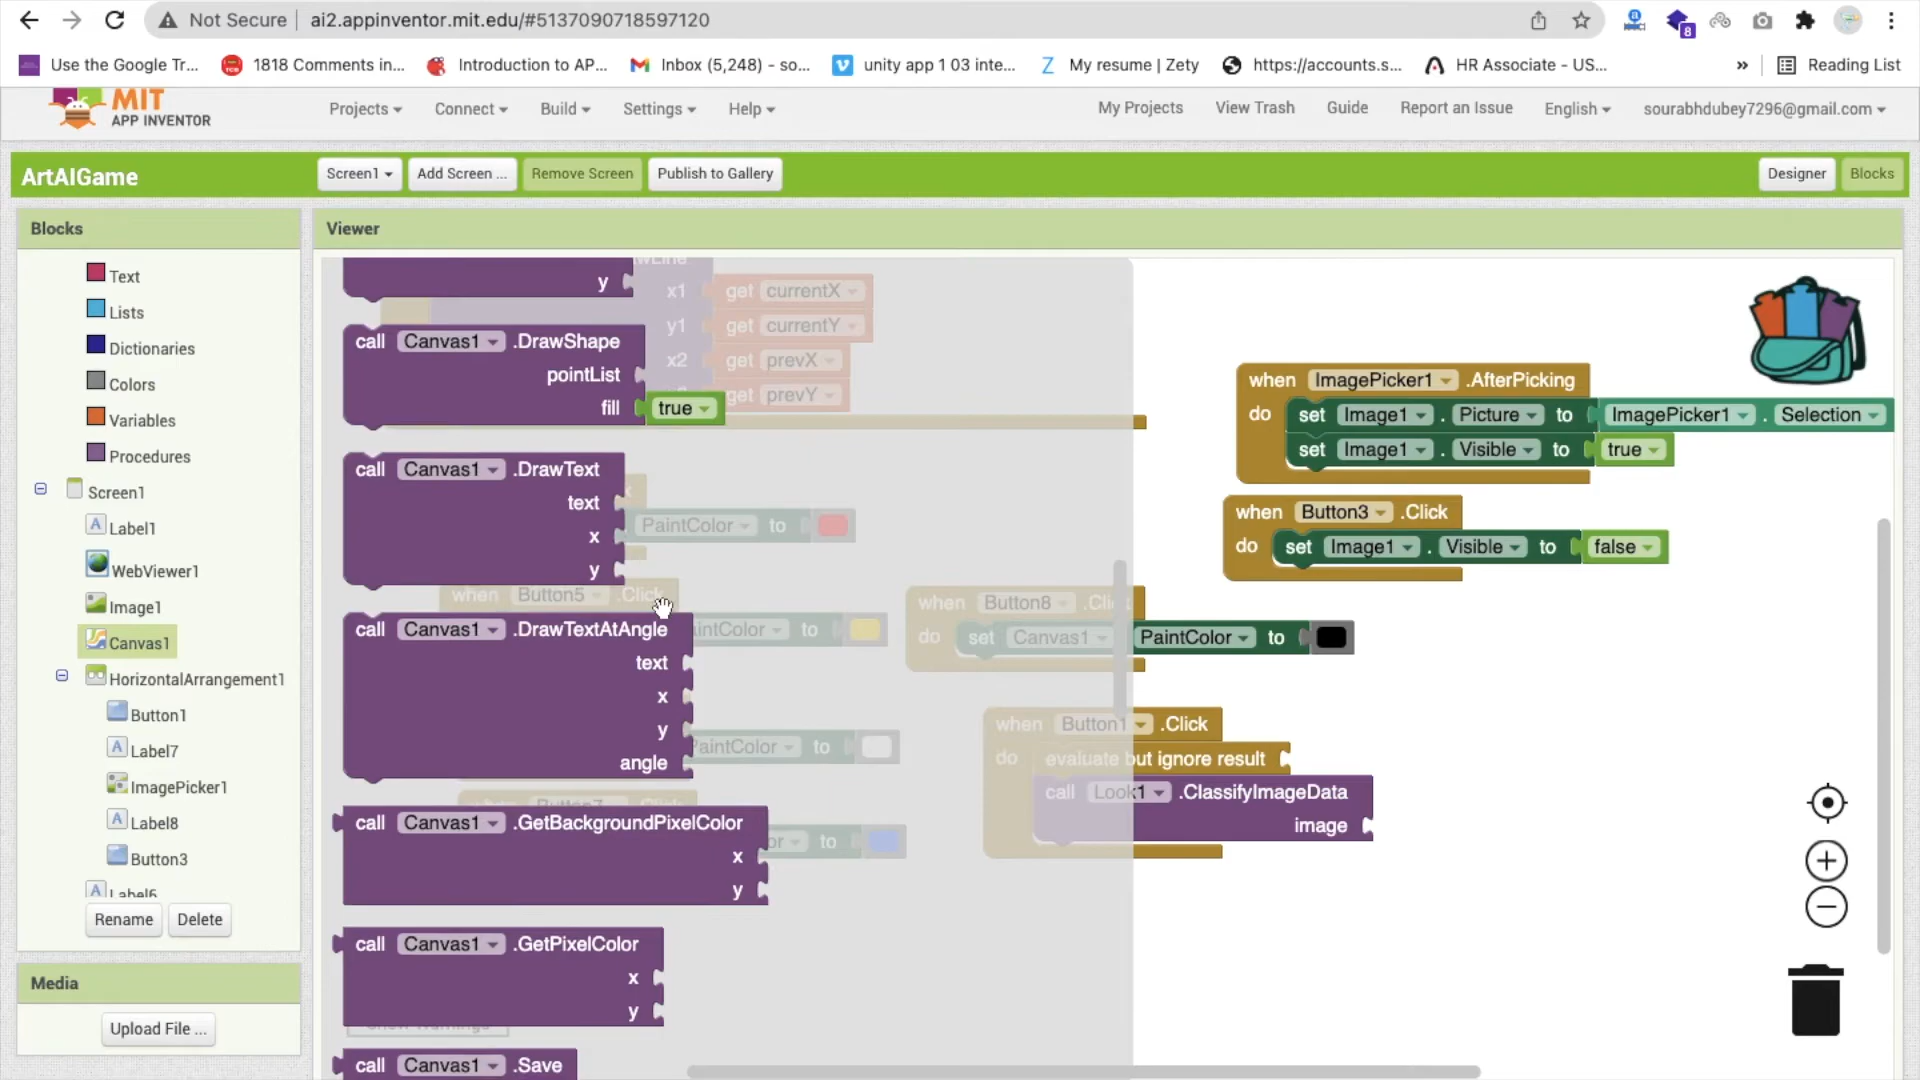 Not Secure | ai2.appinventor.mit.edu/#5137090718597120
8
Use the Google Tr... 1818 Comments in... Introduction to AP... Inbox (5,248) - so... unity app 1 03 inte... My resume | Zety https://accounts.s... HR Associate - US... » Reading List
MIT
APP INVENTOR
Projects Connect Build Settings Help My Projects View Trash Guide Report an Issue English sourabhdubey7296@gmail.com
ArtAIGame Screen1 Add Screen ... Remove Screen Publish to Gallery Designer Blocks
Blocks
Text
Lists
Dictionaries
Colors
Variables
Procedures
Screen1
Label1
WebViewer1
Image1
Canvas1
HorizontalArrangement1
Button1
Label7
ImagePicker1
Label8
Button3
Label6
Rename Delete
Media
Upload File ...
Viewer
y
call Canvas1 .DrawShape
pointList
fill true
call Canvas1 .DrawText
text
x
y
call Canvas1 .DrawTextAtAngle
text
x
y
angle
call Canvas1 .GetBackgroundPixelColor
x
y
call Canvas1 .GetPixelColor
x
y
call Canvas1 .Save
x1 get currentX
y1 get currentY
x2 get prevX
get prevY
PaintColor to
when Button5 .Click
intColor to
PaintColor to
or to
when Button8 .Cli
do set Canvas1 PaintColor to
when Button1 .Click
do evaluate but ignore result
call Look1 .ClassifyImageData
image
when ImagePicker1 .AfterPicking
do set Image1 . Picture to ImagePicker1 . Selection
set Image1 . Visible to true
when Button3 .Click
do set Image1 . Visible to false